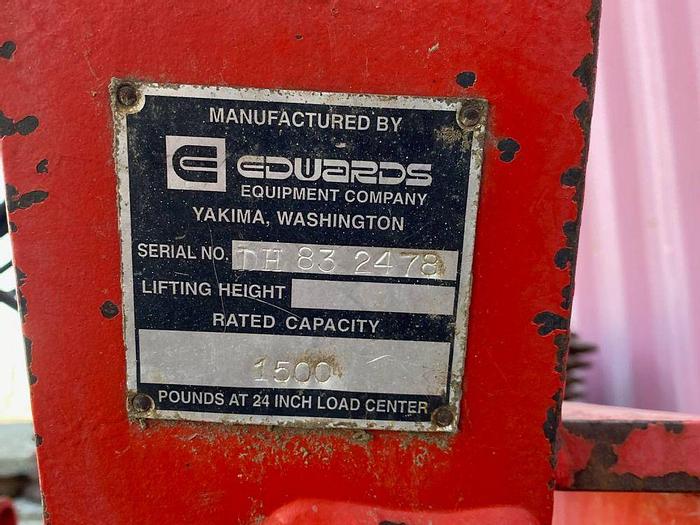 MANUFACTURED BY
E EDWARDS
EQUIPMENT COMPANY
YAKIMA, WASHINGTON
SERIAL NO. TH 83 2478
LIFTING HEIGHT
RATED CAPACITY
1500
POUNDS AT 24 INCH LOAD CENTER